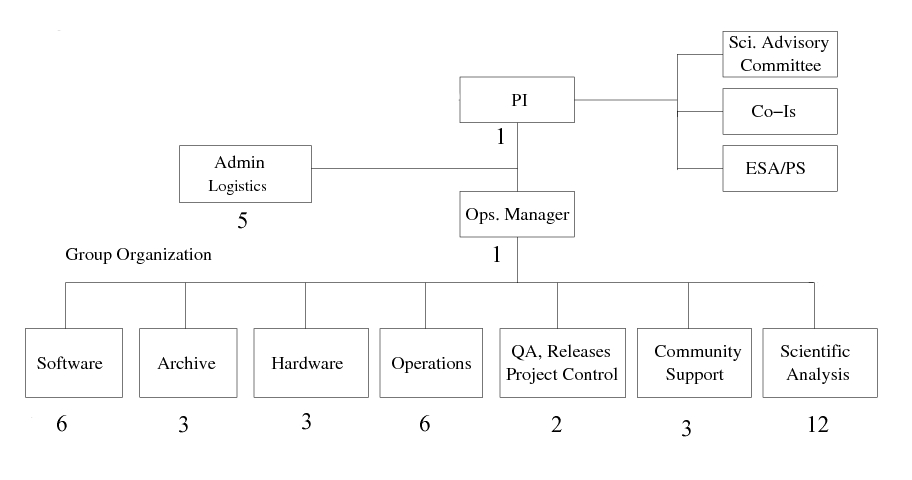 Sci. Advisory
Committee
PI
Co-Is
1
Admin
Logistics
ESA/PS
5
Ops. Manager
1
Group Organization
Software
Archive
Hardware
Operations
QA, Releases
Project Control
Community
Support
Scientific
Analysis
6
3
3
6
2
3
12